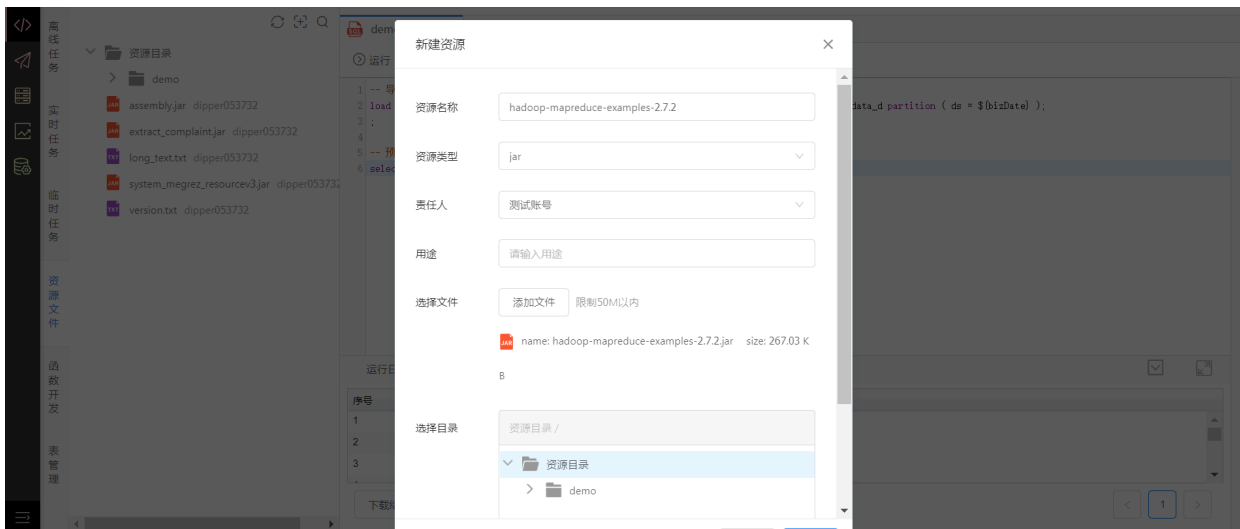 离线任务
实时任务
临时任务
资源文件
函数开发
表管理
资源目录
demo
assembly.jar dipper053732
extract_complaint.jar dipper053732
long_text.txt dipper053732
system_megrez_resourcev3.jar dipper053732
version.txt dipper053732
dem
运行
1 -- 导
2 load
data_d partition ( ds = ${bizDate} );
3 ;
4
5 -- 预
6 selec
运行日
序号
1
2
3
下载
1
新建资源
资源名称 hadoop-mapreduce-examples-2.7.2
资源类型 jar
责任人 测试账号
用途 请输入用途
选择文件 添加文件 限制50M以内
JAR name: hadoop-mapreduce-examples-2.7.2.jar size: 267.03 K
B
选择目录 资源目录 /
资源目录
demo